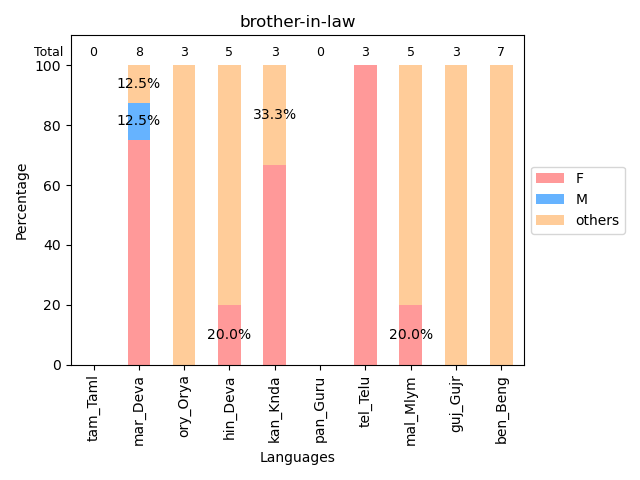 brother-in-law
Total 0 8 3 5 3 0 3 5 3 7
100
80
60
40
20
0
Percentage
12.5%
12.5%
33.3%
20.0%
20.0%
F
M
others
tam_Taml
mar_Deva
ory_Orya
hin_Deva
kan_Knda
pan_Guru
tel_Telu
mal_Mlym
guj_Gujr
ben_Beng
Languages